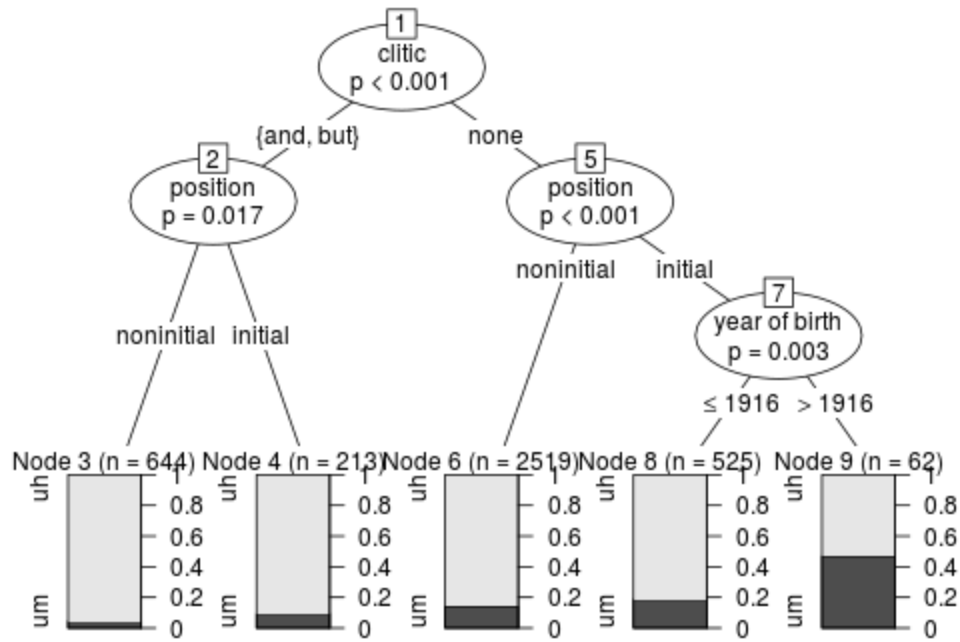 1
clitic
p < 0.001
{and, but}
none
2
position
p = 0.017
5
position
p < 0.001
noninitial
initial
7
year of birth
p = 0.003
noninitial
initial
≤ 1916
> 1916
Node 3 (n = 644)
Node 4 (n = 213)
Node 6 (n = 2519)
Node 8 (n = 525)
Node 9 (n = 62)
uh
um
1
0.8
0.6
0.4
0.2
0
uh
um
1
0.8
0.6
0.4
0.2
0
uh
um
1
0.8
0.6
0.4
0.2
0
uh
um
1
0.8
0.6
0.4
0.2
0
uh
um
1
0.8
0.6
0.4
0.2
0